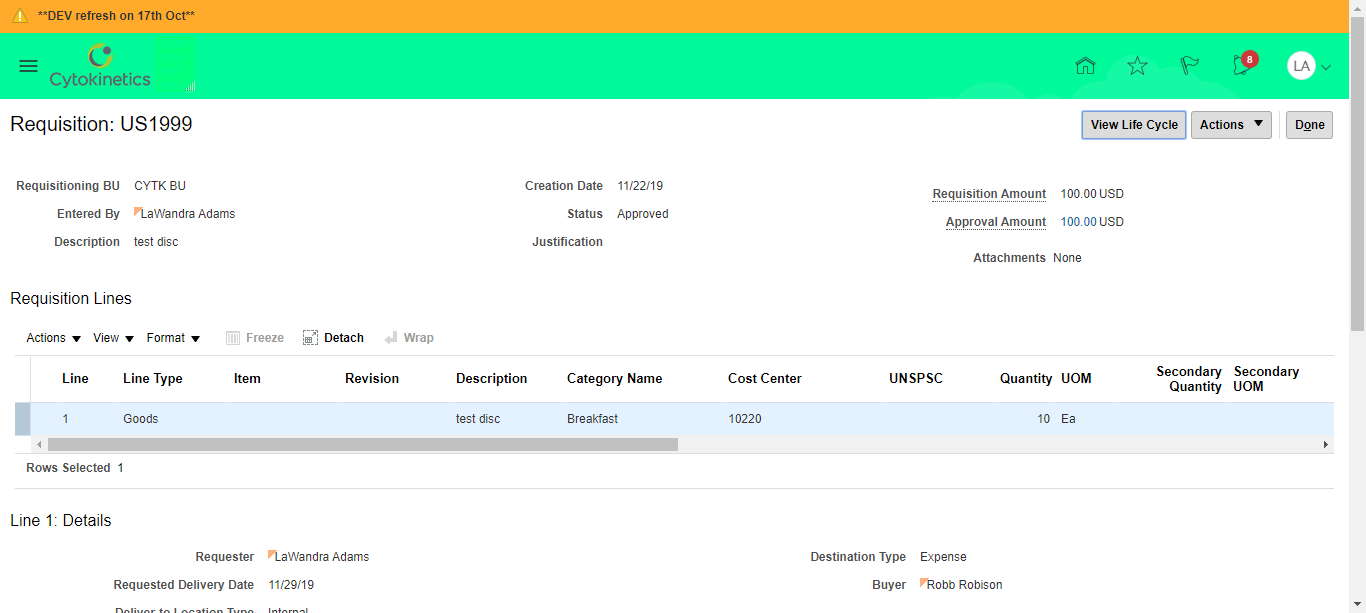 **DEV refresh on 17th Oct**
Cytokinetics
8
LA
Requisition: US1999
View Life Cycle
Actions
Done
Requisitioning BU CYTK BU
Creation Date 11/22/19
Requisition Amount 100.00 USD
Entered By LaWandra Adams
Status Approved
Approval Amount 100.00 USD
Description test disc
Justification
Attachments None
Requisition Lines
Actions View Format Freeze Detach Wrap
Line Line Type Item Revision Description Category Name Cost Center UNSPSC Quantity UOM Secondary Quantity Secondary UOM
1 Goods test disc Breakfast 10220 10 Ea
Rows Selected 1
Line 1: Details
Requester LaWandra Adams
Destination Type Expense
Requested Delivery Date 11/29/19
Buyer Robb Robison
Deliver-to Location Type Internal